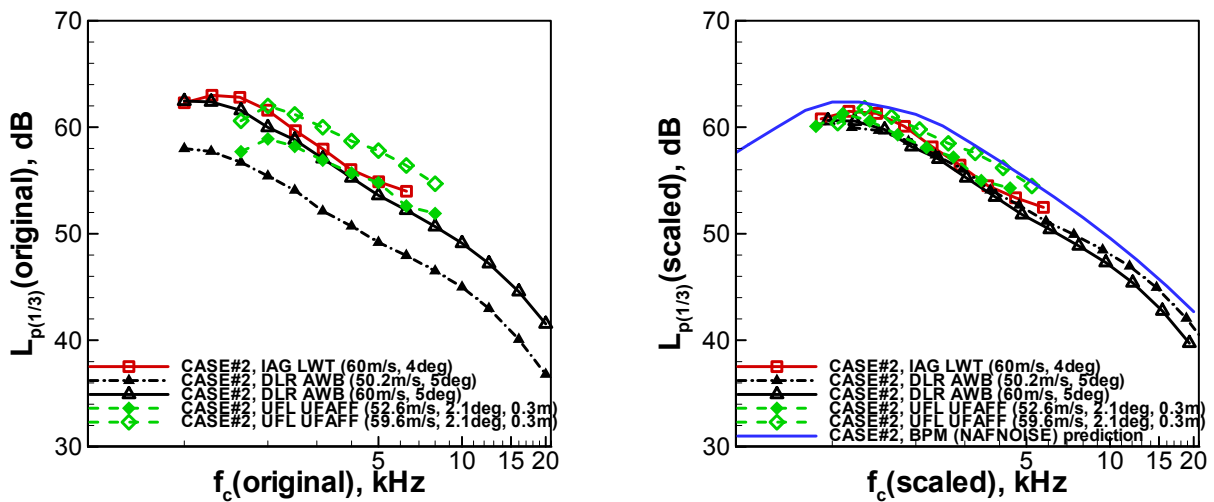 70
60
50
40
30
L_p(1/3)(original), dB
CASE#2, IAG LWT (60m/s, 4deg)
CASE#2, DLR AWB (50.2m/s, 5deg)
CASE#2, DLR AWB (60m/s, 5deg)
CASE#2, UFL UFAFF (52.6m/s, 2.1deg, 0.3m)
CASE#2, UFL UFAFF (59.6m/s, 2.1deg, 0.3m)
5 10 15 20
f_c(original), kHz
70
60
50
40
30
L_p(1/3)(scaled), dB
CASE#2, IAG LWT (60m/s, 4deg)
CASE#2, DLR AWB (50.2m/s, 5deg)
CASE#2, DLR AWB (60m/s, 5deg)
CASE#2, UFL UFAFF (52.6m/s, 2.1deg, 0.3m)
CASE#2, UFL UFAFF (59.6m/s, 2.1deg, 0.3m)
CASE#2, BPM (NAFNOISE) prediction
5 10 15 20
f_c(scaled), kHz